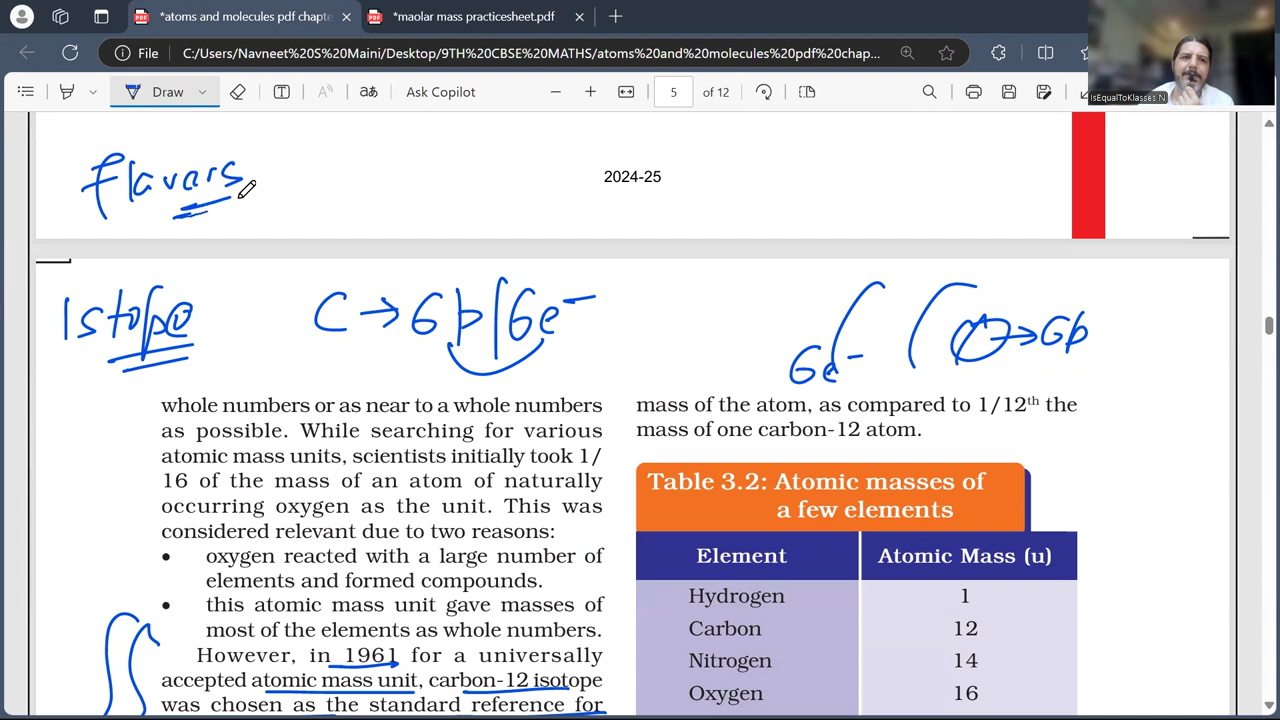 *atoms and molecules pdf chapte
*maolar mass practicesheet.pdf
File
C:/Users/Navneet%20S%20Maini/Desktop/9TH%20CBSE%20MATHS/atoms%20and%20molecules%20pdf%20chap...
Draw
Ask Copilot
5 of 12
IsEqualToKlasses N
flavars
2024-25
Istope
C → 6p 6e-
6e-
→ 6p
whole numbers or as near to a whole numbers
as possible. While searching for various
atomic mass units, scientists initially took 1/
16 of the mass of an atom of naturally
occurring oxygen as the unit. This was
considered relevant due to two reasons:
• oxygen reacted with a large number of
elements and formed compounds.
• this atomic mass unit gave masses of
most of the elements as whole numbers.
However, in 1961 for a universally
accepted atomic mass unit, carbon-12 isotope
was chosen as the standard reference for
mass of the atom, as compared to 1/12th the
mass of one carbon-12 atom.
Table 3.2: Atomic masses of
a few elements
Element Atomic Mass (u)
Hydrogen 1
Carbon 12
Nitrogen 14
Oxygen 16